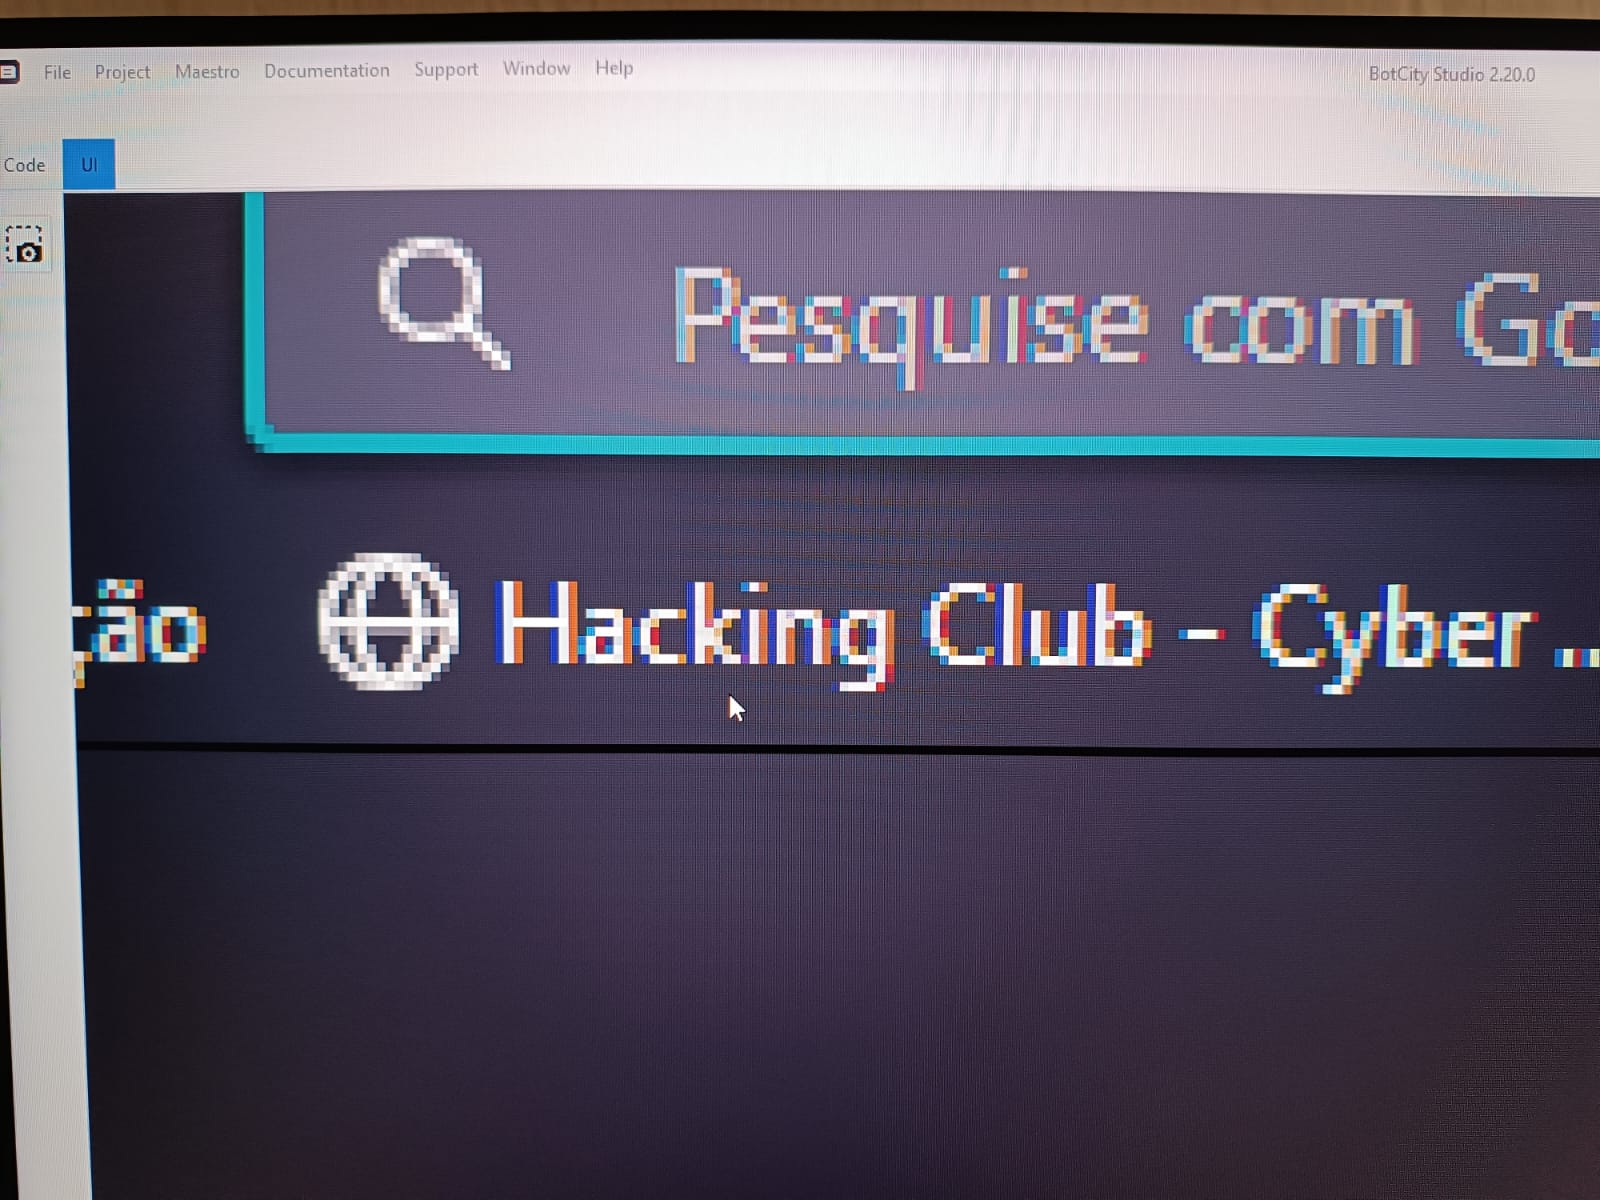 File Project Maestro Documentation Support Window Help
BotCity Studio 2.20.0
Code UI
Pesquise com Go
ção Hacking Club - Cyber...